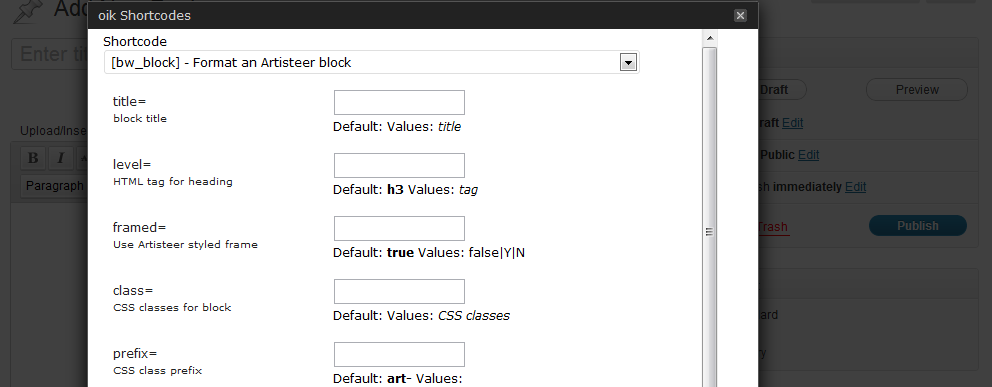 Add
oik Shortcodes
Shortcode
[bw_block] - Format an Artisteer block
Enter tit
Draft
Preview
title=
block title
Default: Values: title
raft Edit
Upload/Inse
B I
Public Edit
level=
HTML tag for heading
Default: h3 Values: tag
Paragraph
sh immediately Edit
framed=
Use Artisteer styled frame
Default: true Values: false|Y|N
Trash
Publish
class=
CSS classes for block
Default: Values: CSS classes
ard
prefix=
CSS class prefix
Default: art- Values:
ry